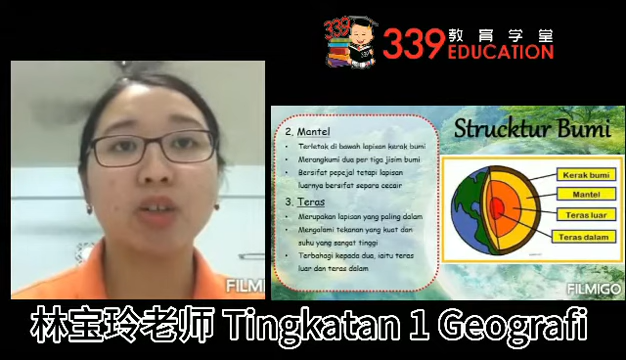 339
339 教育学堂
EDUCATION
2. Mantel
Strucktur Bumi
• Terletak di bawah lapisan kerak bumi
• Merangkumi dua per tiga jisim bumi
• Bersifat pepejal tetapi lapisan
luarnya bersifat separa cecair
3. Teras
• Merupakan lapisan yang paling dalam
• Mengalami tekanan yang kuat dan
suhu yang sangat tinggi
• Terbahagi kepada dua, iaitu teras
luar dan teras dalam
Kerak bumi
Mantel
Teras luar
Teras dalam
FILMIGO
FILMIGO
林宝玲老师 Tingkatan 1 Geografi